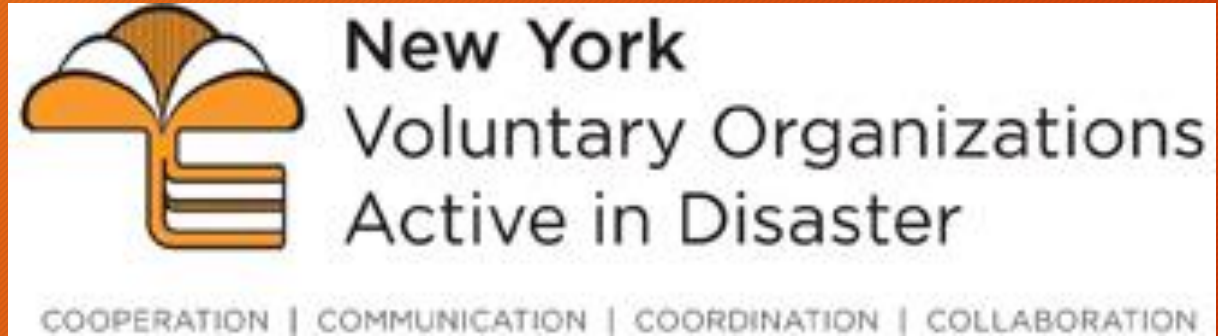 New York
Voluntary Organizations
Active in Disaster
COOPERATION | COMMUNICATION | COORDINATION | COLLABORATION